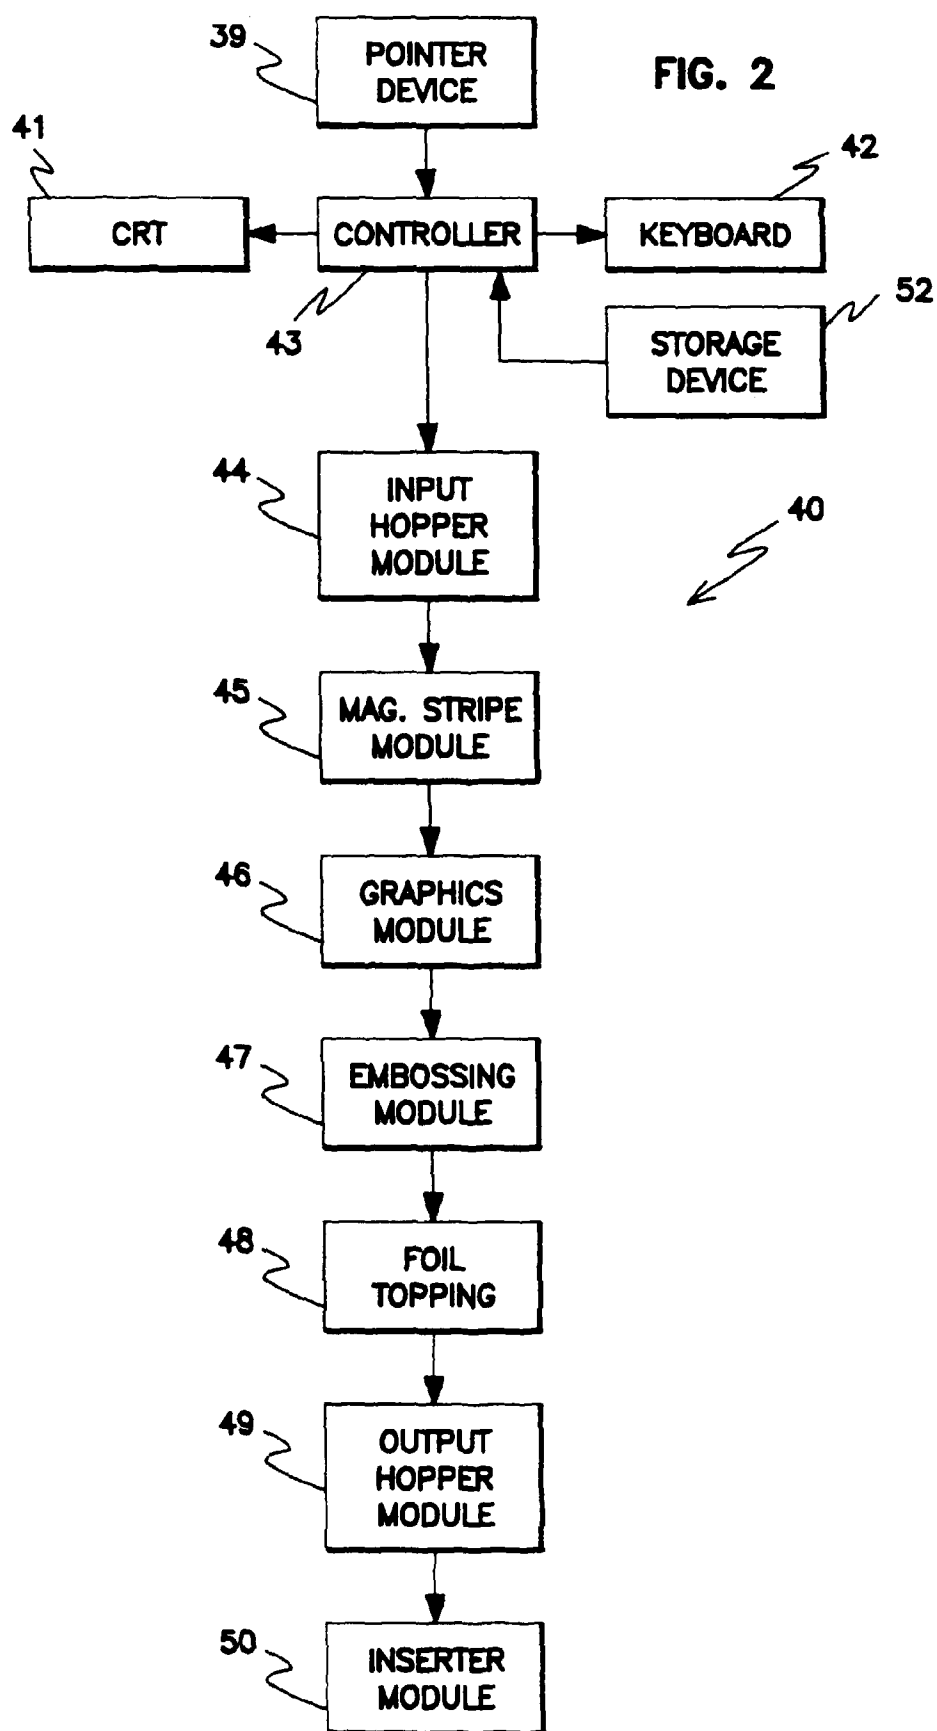 39
POINTER
DEVICE
FIG. 2
41
42
CRT
CONTROLLER
KEYBOARD
43
52
STORAGE
DEVICE
44
INPUT
HOPPER
MODULE
40
45
MAG. STRIPE
MODULE
46
GRAPHICS
MODULE
47
EMBOSSING
MODULE
48
FOIL
TOPPING
49
OUTPUT
HOPPER
MODULE
50
INSERTER
MODULE